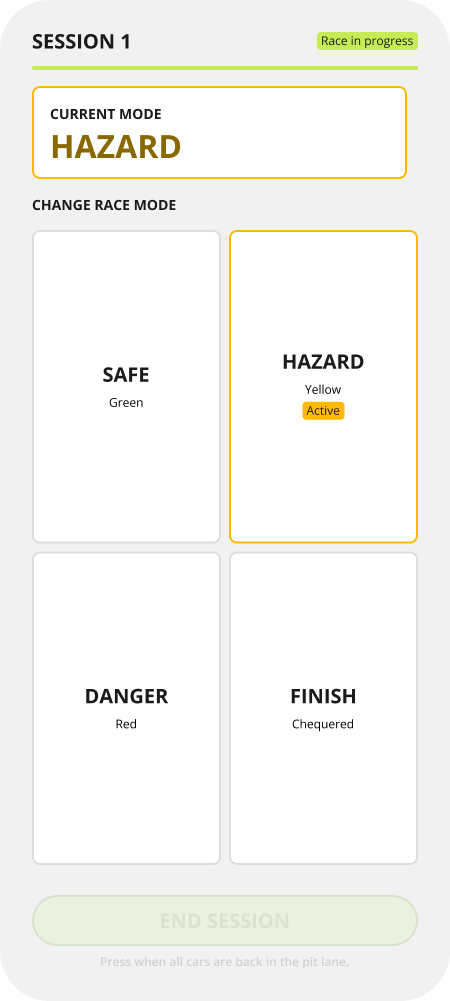 SESSION 1
Race in progress
CURRENT MODE
HAZARD
CHANGE RACE MODE
SAFE
Green
HAZARD
Yellow
Active
DANGER
Red
FINISH
Chequered
END SESSION
Press when all cars are back in the pit lane.